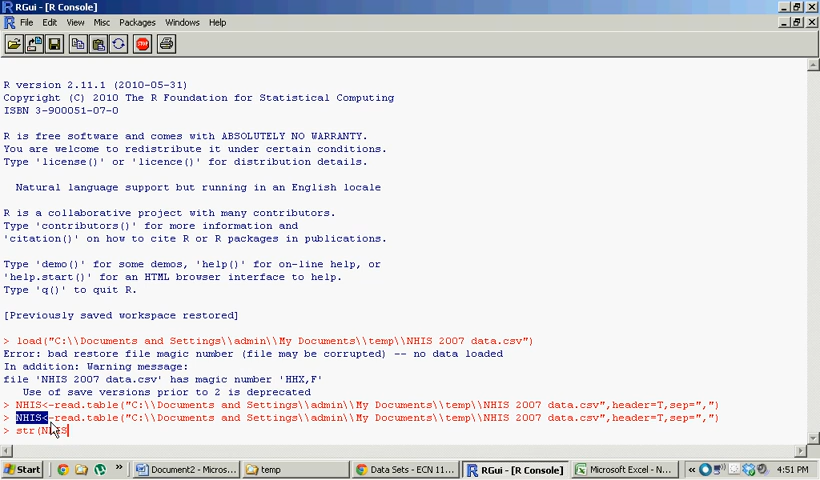 RGui - [R Console]
File Edit View Misc Packages Windows Help
STOP
R version 2.11.1 (2010-05-31)
Copyright (C) 2010 The R Foundation for Statistical Computing
ISBN 3-900051-07-0
R is free software and comes with ABSOLUTELY NO WARRANTY.
You are welcome to redistribute it under certain conditions.
Type 'license()' or 'licence()' for distribution details.
Natural language support but running in an English locale
R is a collaborative project with many contributors.
Type 'contributors()' for more information and
'citation()' on how to cite R or R packages in publications.
Type 'demo()' for some demos, 'help()' for on-line help, or
'help.start()' for an HTML browser interface to help.
Type 'q()' to quit R.
[Previously saved workspace restored]
> load("C:\\Documents and Settings\\admin\\My Documents\\temp\\NHIS 2007 data.csv")
Error: bad restore file magic number (file may be corrupted) -- no data loaded
In addition: Warning message:
file 'NHIS 2007 data.csv' has magic number 'HHX,F'
Use of save versions prior to 2 is deprecated
> NHIS<-read.table("C:\\Documents and Settings\\admin\\My Documents\\temp\\NHIS 2007 data.csv",header=T,sep=",")
> NHIS<-read.table("C:\\Documents and Settings\\admin\\My Documents\\temp\\NHIS 2007 data.csv",header=T,sep=",")
> str(NHIS
Start » Document2 - Micros... temp Data Sets - ECN 11... RGui - [R Console] Microsoft Excel - N... « 4:51 PM